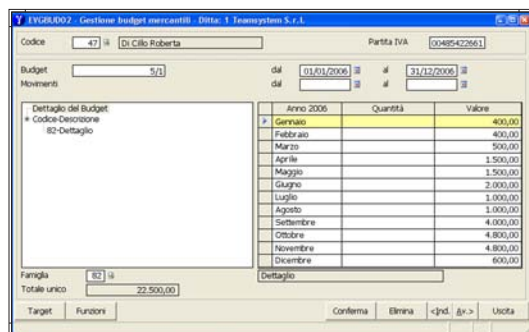 EVGBUD02 - Gestione budget mercantili - Ditta: 1 Teamsystem S.r.l.
Codice 47 Di Cillo Roberta Partita IVA 00485422661
Budget 5/1 dal 01/01/2006 al 31/12/2006
Movimenti dal al
Dettaglio del Budget
Codice-Descrizione
82-Dettaglio
Anno 2006 Quantità Valore
Gennaio 400,00
Febbraio 400,00
Marzo 500,00
Aprile 1.500,00
Maggio 1.500,00
Giugno 2.000,00
Luglio 1.000,00
Agosto 1.000,00
Settembre 4.000,00
Ottobre 4.800,00
Novembre 4.800,00
Dicembre 600,00
Famiglia 82 Dettaglio
Totale unico 22.500,00
Target Funzioni Conferma Elimina <Ind. Av.> Uscita